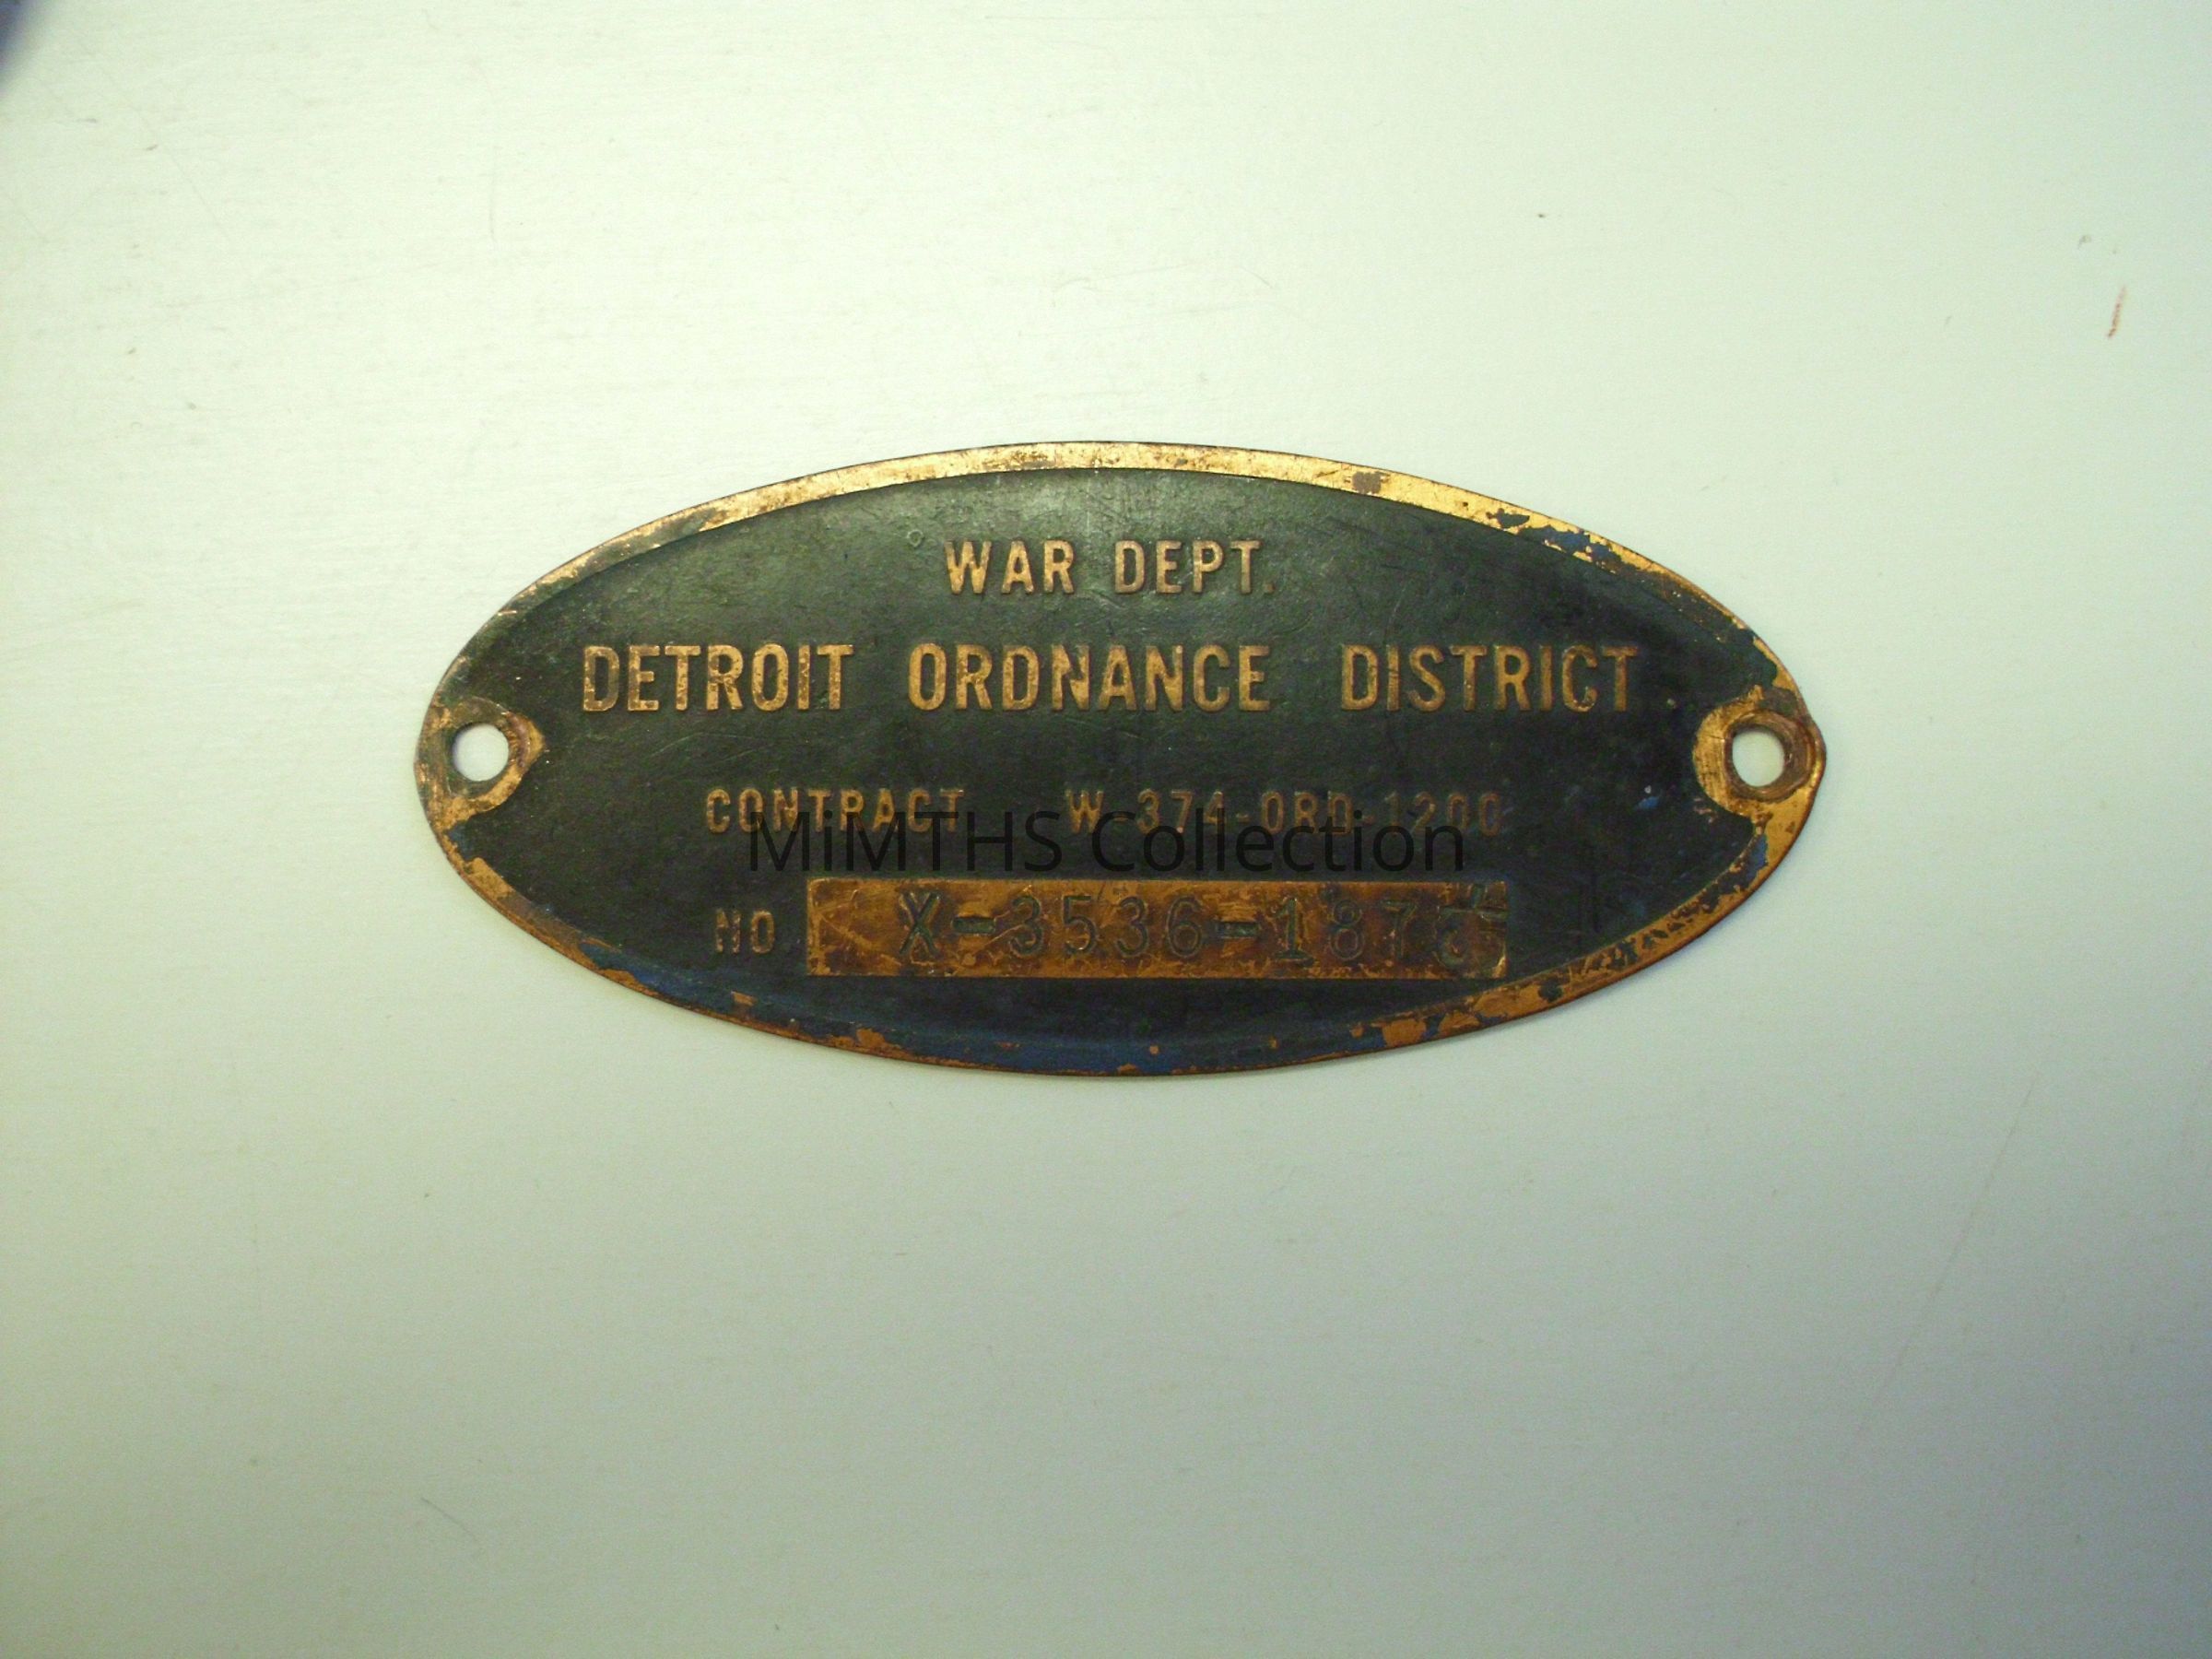 WAR DEPT.
DETROIT ORDNANCE DISTRICT
CONTRACT W-374-ORD-1200
MiMTHS Collection
NO.